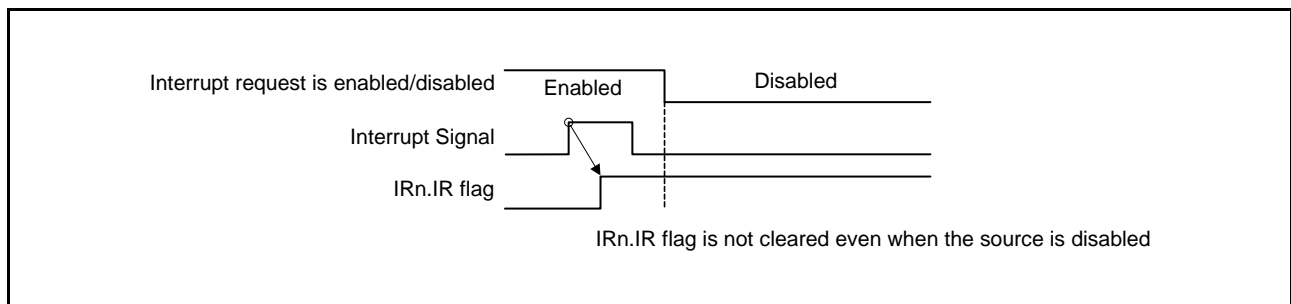 Interrupt request is enabled/disabled
Enabled
Disabled
Interrupt Signal
IRn.IR flag
IRn.IR flag is not cleared even when the source is disabled